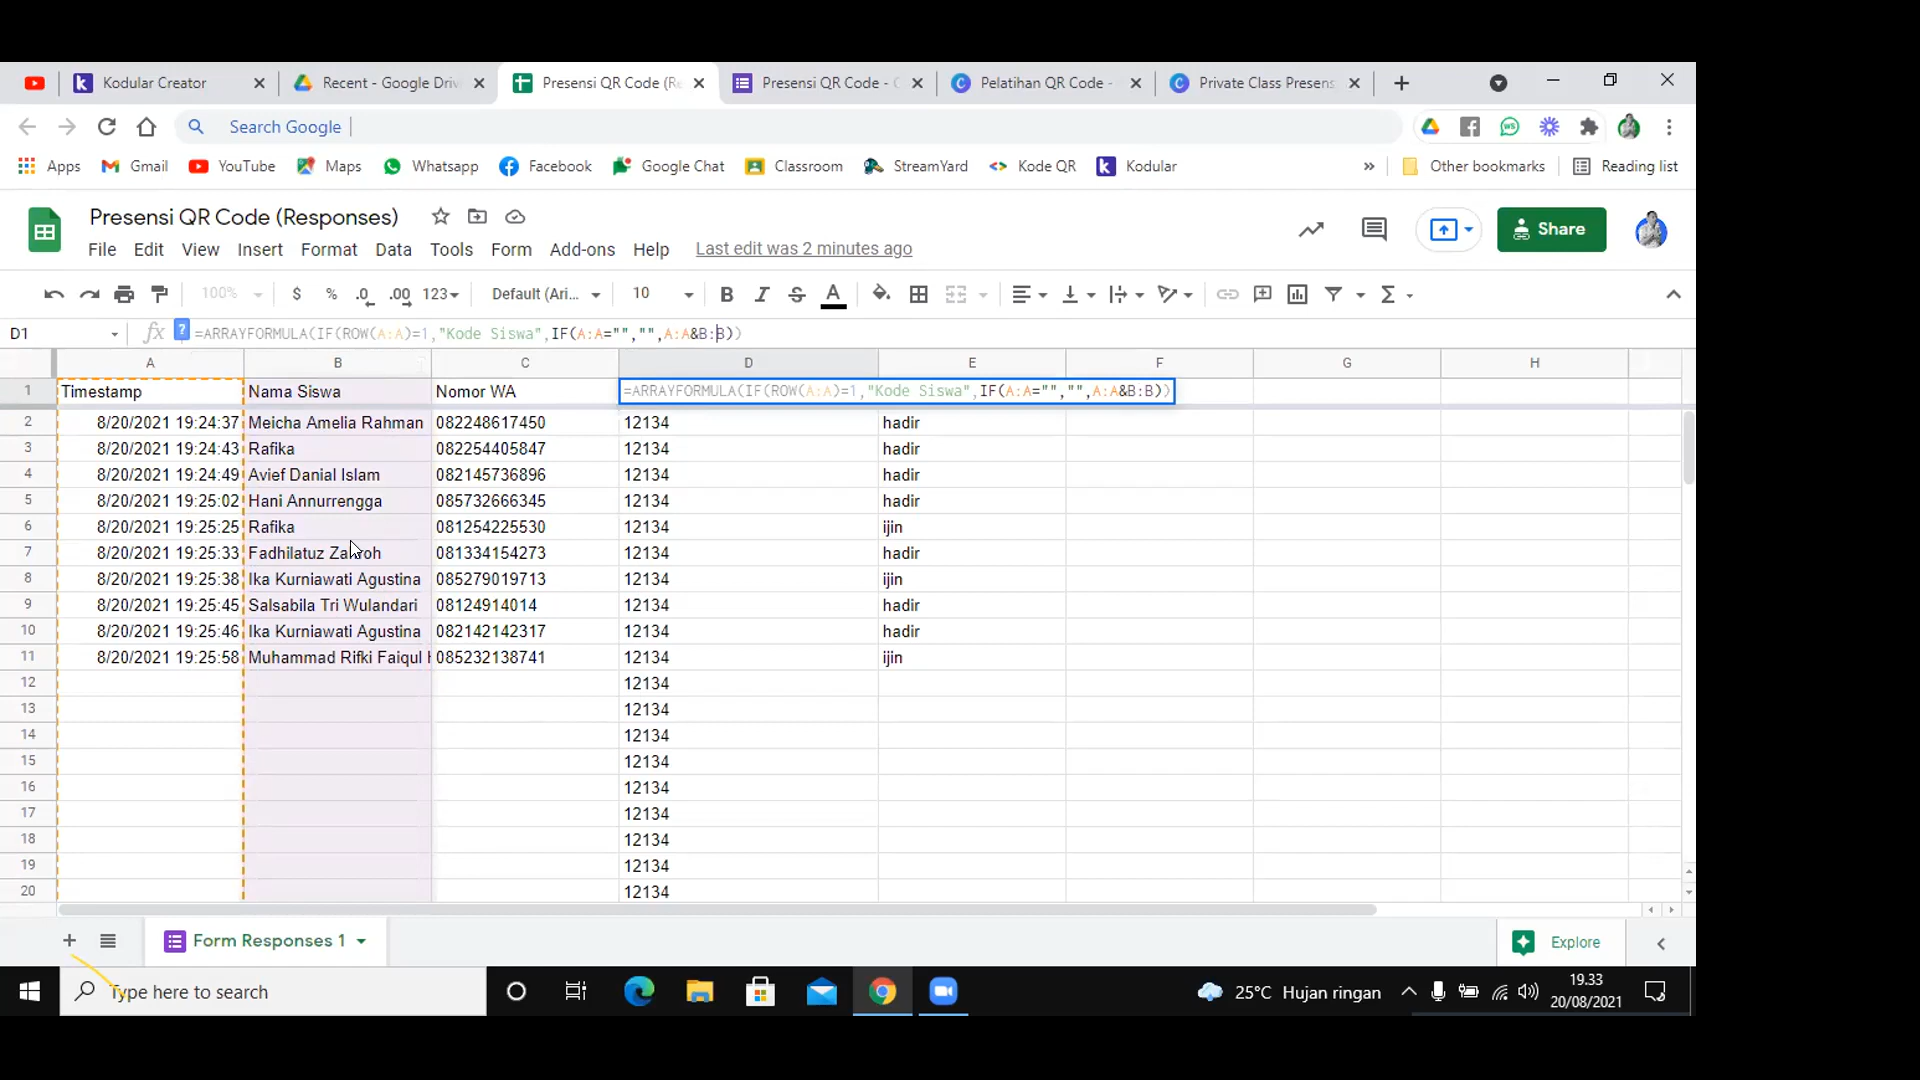 Kodular Creator
Recent - Google Driv
Presensi QR Code (Re
Presensi QR Code - G
Pelatihan QR Code -
Private Class Presens
Search Google
Apps
Gmail
YouTube
Maps
Whatsapp
Facebook
Google Chat
Classroom
StreamYard
Kode QR
Kodular
»
Other bookmarks
Reading list
Presensi QR Code (Responses)
File Edit View Insert Format Data Tools Form Add-ons Help
Last edit was 2 minutes ago
Share
100% $ % .0 .00 123 Default (Ari... 10 B I S A Σ
D1 fx ? =ARRAYFORMULA(IF(ROW(A:A)=1,"Kode Siswa",IF(A:A="","",A:A&B:B))
A B C D E F G H
1 Timestamp Nama Siswa Nomor WA =ARRAYFORMULA(IF(ROW(A:A)=1,"Kode Siswa",IF(A:A="","",A:A&B:B))
2 8/20/2021 19:24:37 Meicha Amelia Rahman 082248617450 12134 hadir
3 8/20/2021 19:24:43 Rafika 082254405847 12134 hadir
4 8/20/2021 19:24:49 Avief Danial Islam 082145736896 12134 hadir
5 8/20/2021 19:25:02 Hani Annurrengga 085732666345 12134 hadir
6 8/20/2021 19:25:25 Rafika 081254225530 12134 ijin
7 8/20/2021 19:25:33 Fadhilatuz 081334154273 12134 hadir
8 8/20/2021 19:25:38 Ika Kurniawati Agustina 085279019713 12134 ijin
9 8/20/2021 19:25:45 Salsabila Tri Wulandari 08124914014 12134 hadir
10 8/20/2021 19:25:46 Ika Kurniawati Agustina 082142142317 12134 hadir
11 8/20/2021 19:25:58 Muhammad Rifki Faiqul 085232138741 12134 ijin
12 12134
13 12134
14 12134
15 12134
16 12134
17 12134
18 12134
19 12134
20 12134
Form Responses 1
Explore
Type here to search
25°C Hujan ringan
19.33
20/08/2021